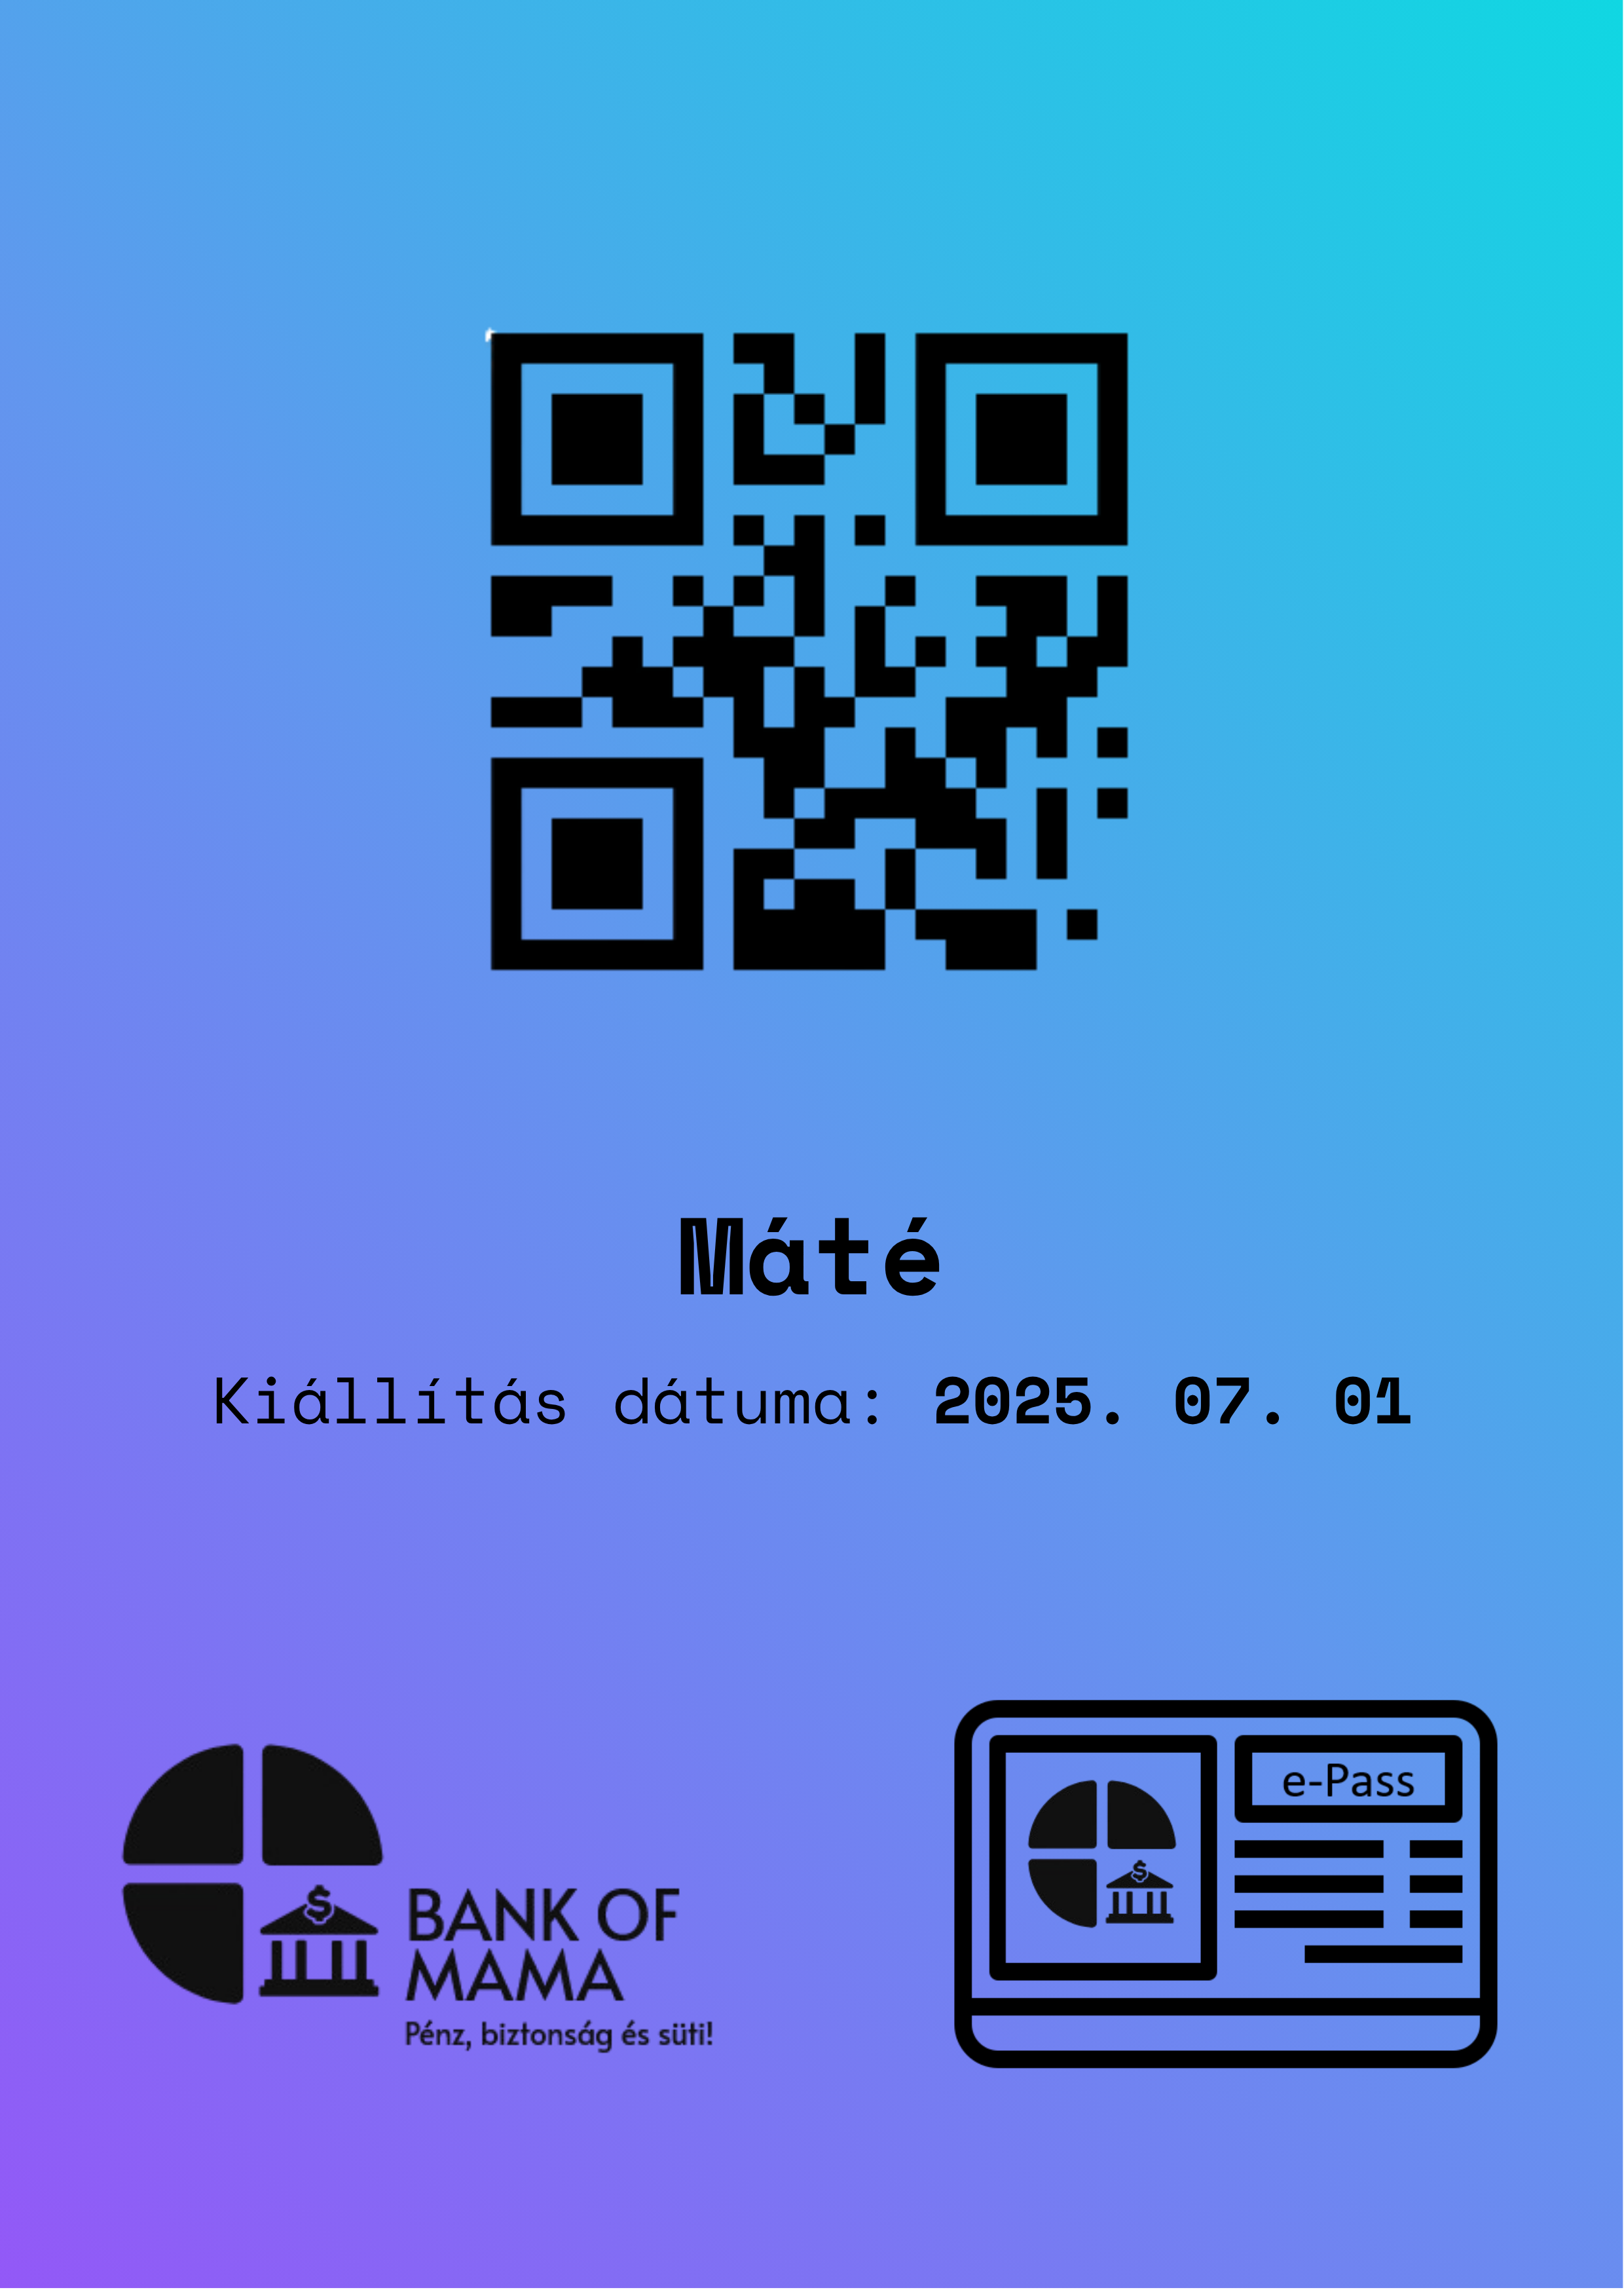 Máté
Kiállítás dátuma: 2025. 07. 01
e-Pass
BANK OF
MAMA
Pénz, biztonság és süti!